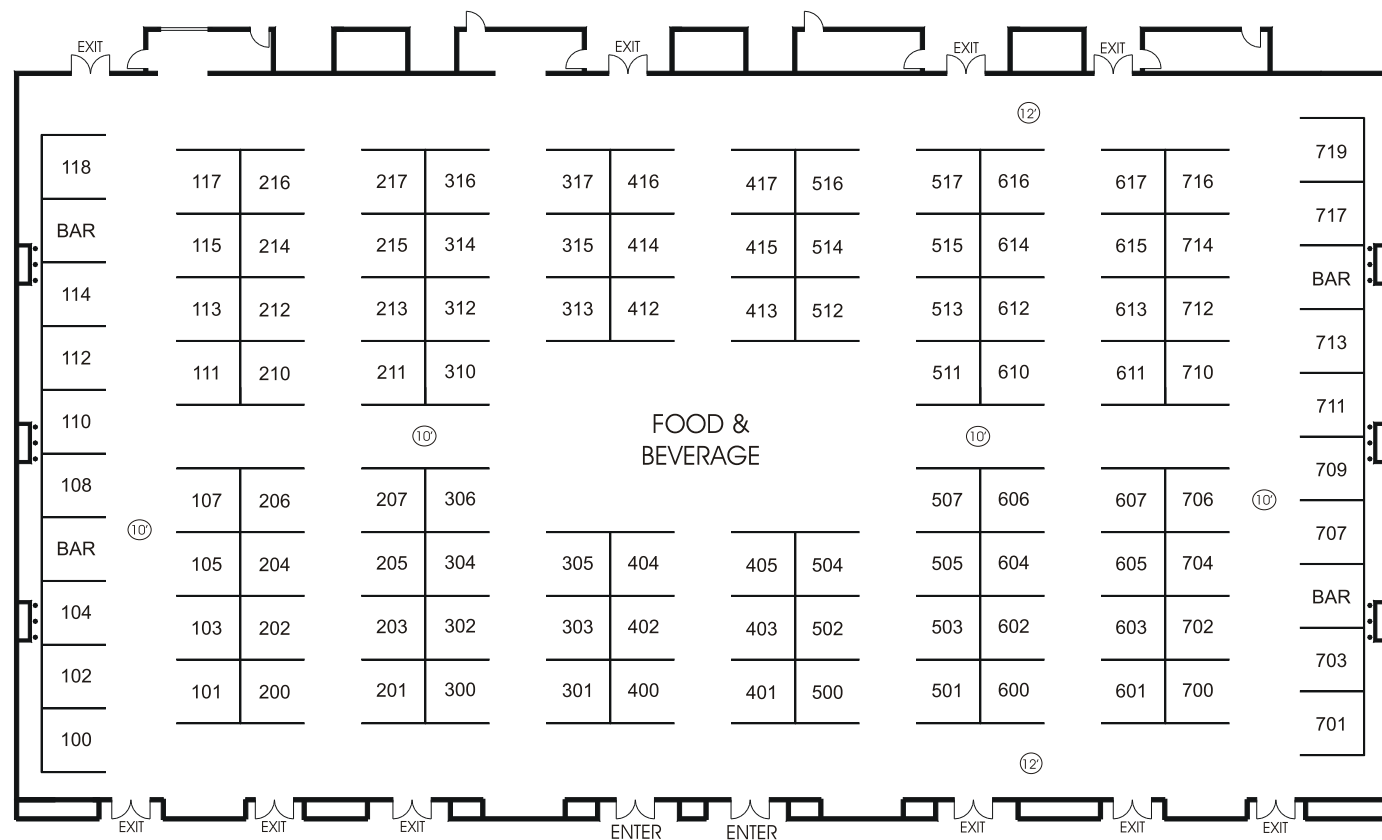 EXIT EXIT EXIT EXIT
12'
118 719
117 216 217 316 317 416 417 516 517 616 617 716
BAR 717
115 214 215 314 315 414 415 514 515 614 615 714
114 BAR
113 212 213 312 313 412 413 512 513 612 613 712
112 713
111 210 211 310 511 610 611 710
110 711
FOOD &
10' 10'
BEVERAGE
108 709
107 206 207 306 507 606 607 706 10'
10'
BAR 707
105 204 205 304 305 404 405 504 505 604 605 704
104 BAR
103 202 203 302 303 402 403 502 503 602 603 702
102 703
101 200 201 300 301 400 401 500 501 600 601 700
100 701
12'
EXIT EXIT EXIT ENTER ENTER EXIT EXIT EXIT